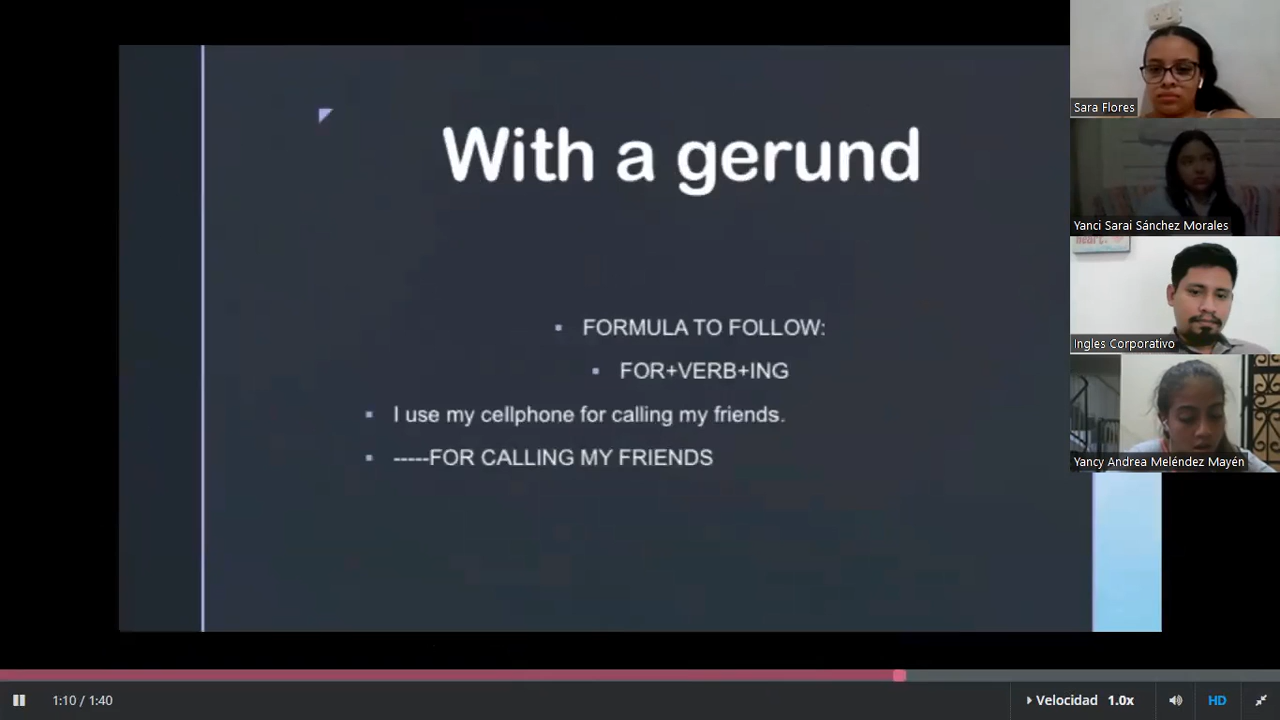 With a gerund
▪ FORMULA TO FOLLOW:
▪ FOR+VERB+ING
▪ I use my cellphone for calling my friends.
▪ -----FOR CALLING MY FRIENDS
Sara Flores
Yanci Sarai Sánchez Morales
heart.
Ingles Corporativo
Yancy Andrea Meléndez Mayén
1:10 / 1:40
Velocidad 1.0x
HD